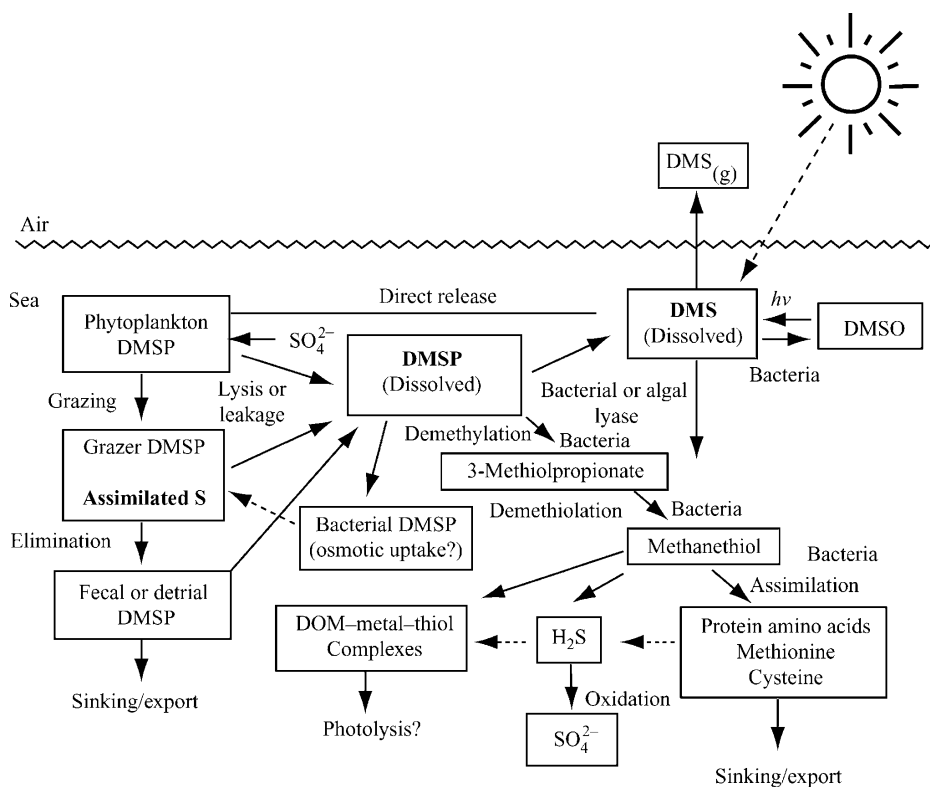 DMS(g)
Air
Sea
Direct release
Phytoplankton
DMSP
SO₄²⁻
DMS
(Dissolved)
hν
DMSO
Bacteria
DMSP
(Dissolved)
Lysis or
leakage
Grazing
Bacterial or algal
lyase
Demethylation
Bacteria
Grazer DMSP
Assimilated S
3-Methiolpropionate
Demethiolation
Bacteria
Bacterial DMSP
(osmotic uptake?)
Elimination
Methanethiol
Bacteria
Assimilation
Fecal or detrial
DMSP
DOM–metal–thiol
Complexes
H₂S
Protein amino acids
Methionine
Cysteine
Sinking/export
Photolysis?
Oxidation
SO₄²⁻
Sinking/export